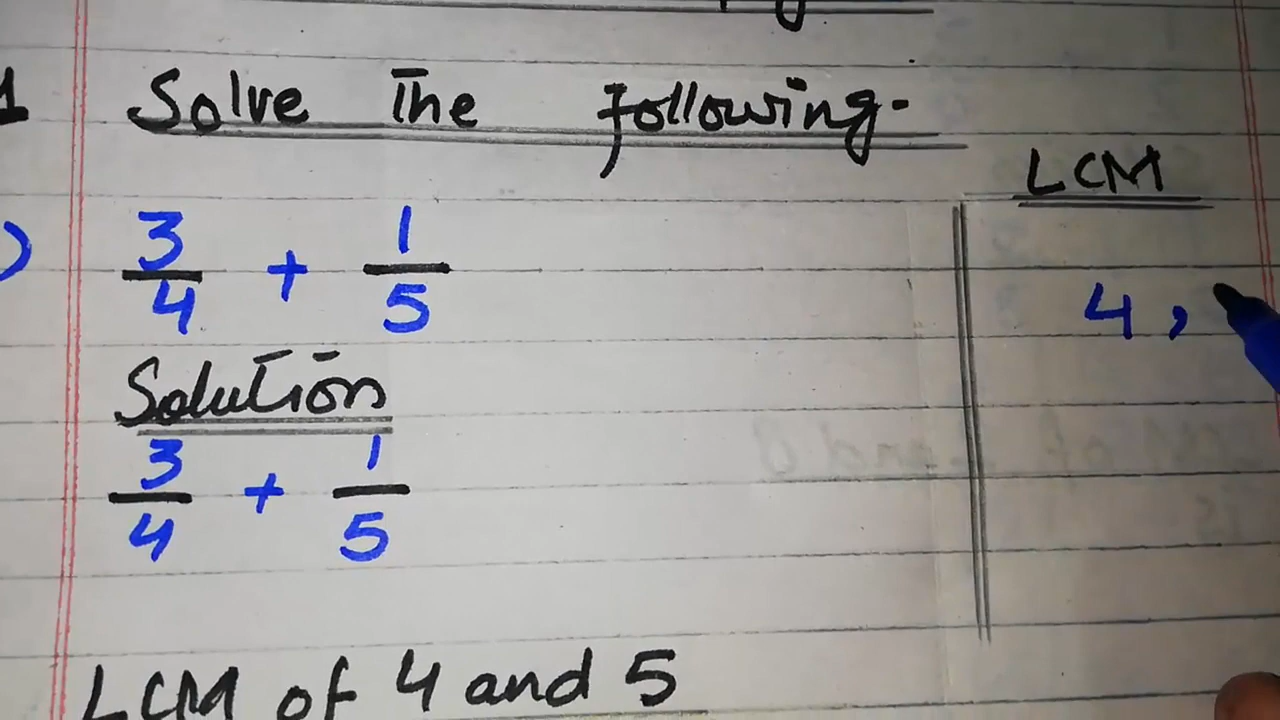 1 Solve The following.
LCM
) 3/4 + 1/5
4 ,
Solution
3/4 + 1/5
LCM of 4 and 5